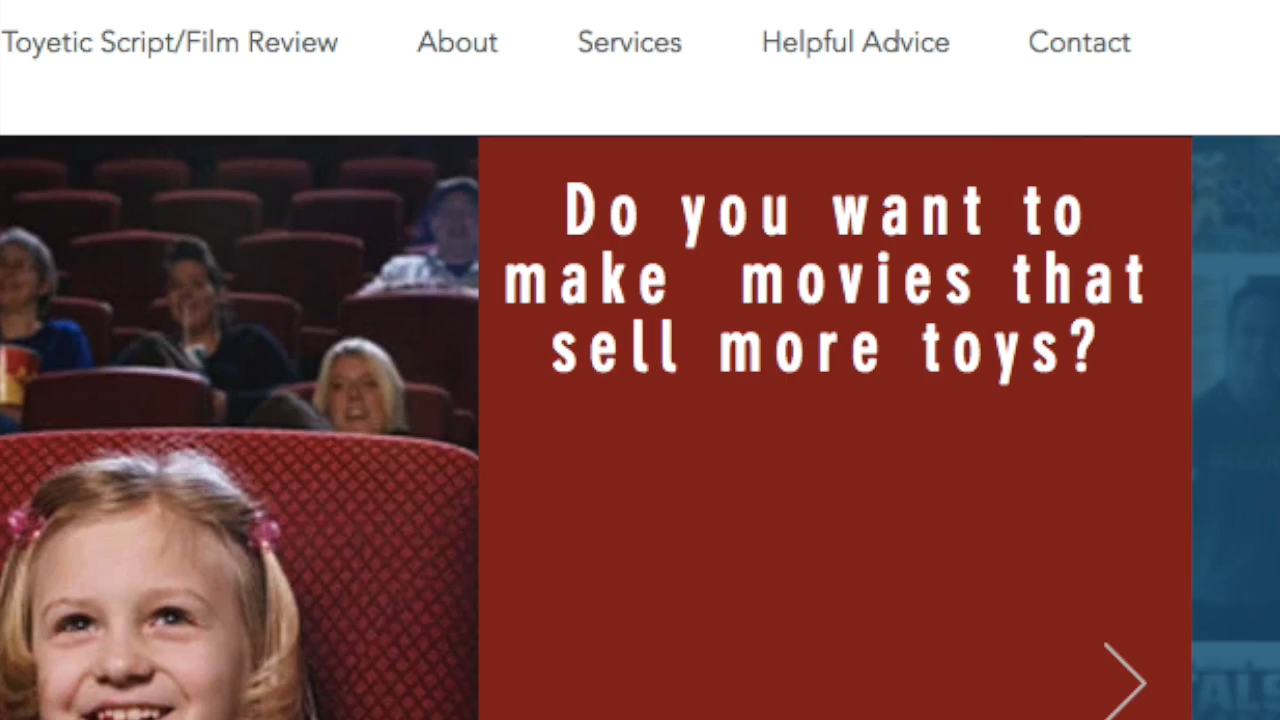 Toyetic Script/Film Review About Services Helpful Advice Contact
Do you want to
make movies that
sell more toys?